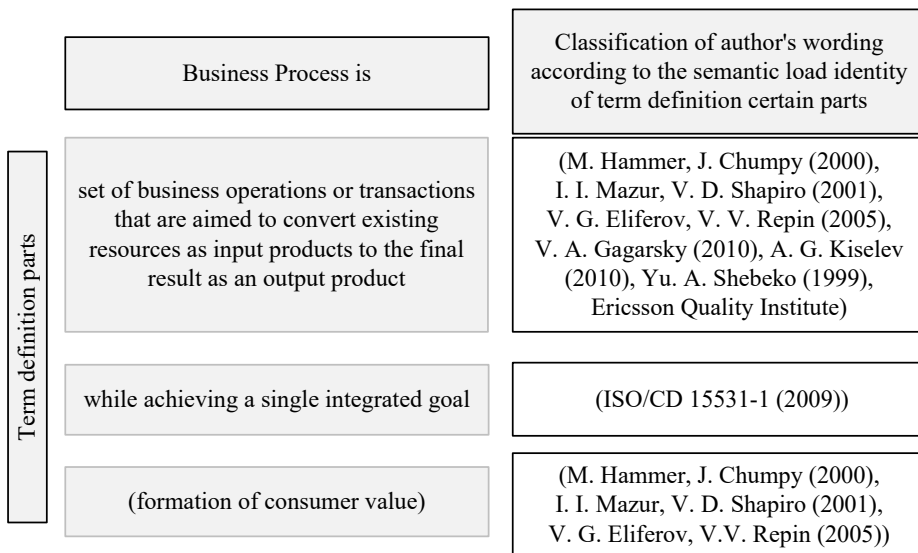 Business Process is
Classification of author's wording
according to the semantic load identity
of term definition certain parts
Term definition parts
set of business operations or transactions
that are aimed to convert existing
resources as input products to the final
result as an output product
(M. Hammer, J. Chumpy (2000),
I. I. Mazur, V. D. Shapiro (2001),
V. G. Eliferov, V. V. Repin (2005),
V. A. Gagarsky (2010), A. G. Kiselev
(2010), Yu. A. Shebeko (1999),
Ericsson Quality Institute)
while achieving a single integrated goal
(ISO/CD 15531-1 (2009))
(formation of consumer value)
(M. Hammer, J. Chumpy (2000),
I. I. Mazur, V. D. Shapiro (2001),
V. G. Eliferov, V.V. Repin (2005))